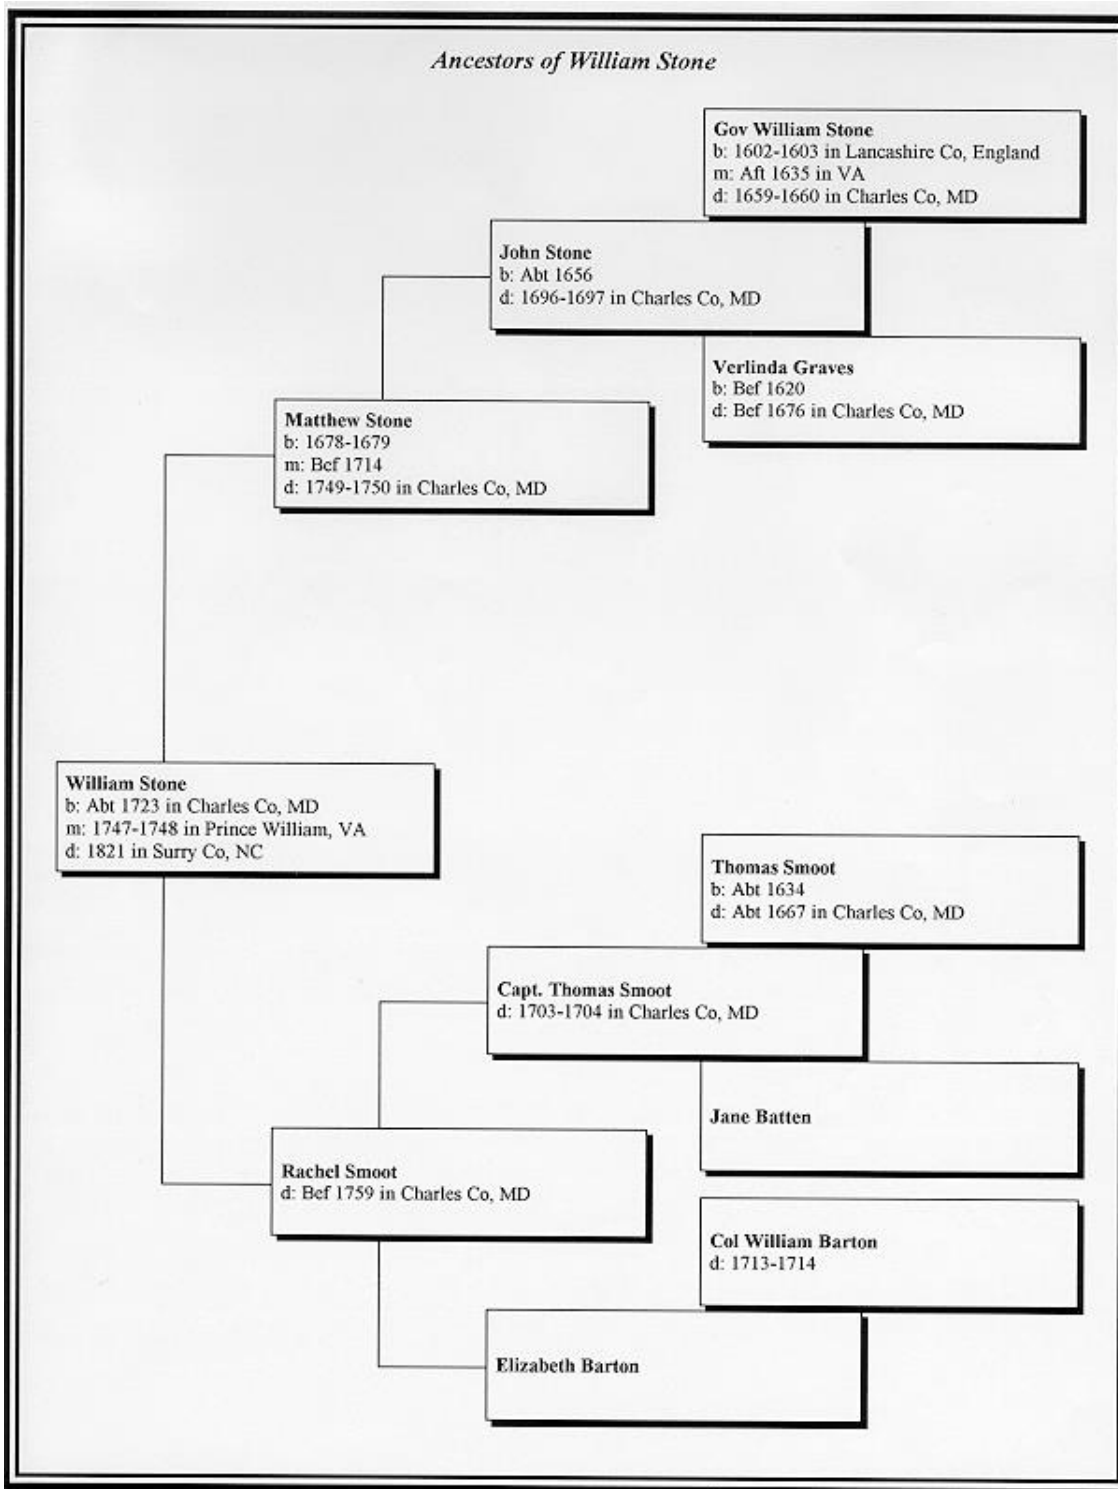 Ancestors of William Stone
Gov William Stone
b: 1602-1603 in Lancashire Co, England
m: Aft 1635 in VA
d: 1659-1660 in Charles Co, MD
John Stone
b: Abt 1656
d: 1696-1697 in Charles Co, MD
Verlinda Graves
b: Bef 1620
d: Bef 1676 in Charles Co, MD
Matthew Stone
b: 1678-1679
m: Bef 1714
d: 1749-1750 in Charles Co, MD
William Stone
b: Abt 1723 in Charles Co, MD
m: 1747-1748 in Prince William, VA
d: 1821 in Surry Co, NC
Thomas Smoot
b: Abt 1634
d: Abt 1667 in Charles Co, MD
Capt. Thomas Smoot
d: 1703-1704 in Charles Co, MD
Jane Batten
Rachel Smoot
d: Bef 1759 in Charles Co, MD
Col William Barton
d: 1713-1714
Elizabeth Barton